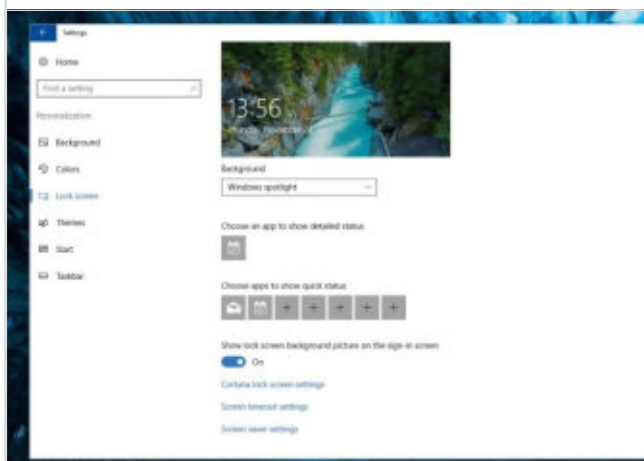 Settings
Home
Find a setting
Personalization
Background
Colors
Lock screen
Themes
Start
Taskbar
13:56
November
Background
Windows spotlight
Choose an app to show detailed status
Choose apps to show quick status
Show lock screen background picture on the sign-in screen
On
Cortana lock screen settings
Screen timeout settings
Screen saver settings